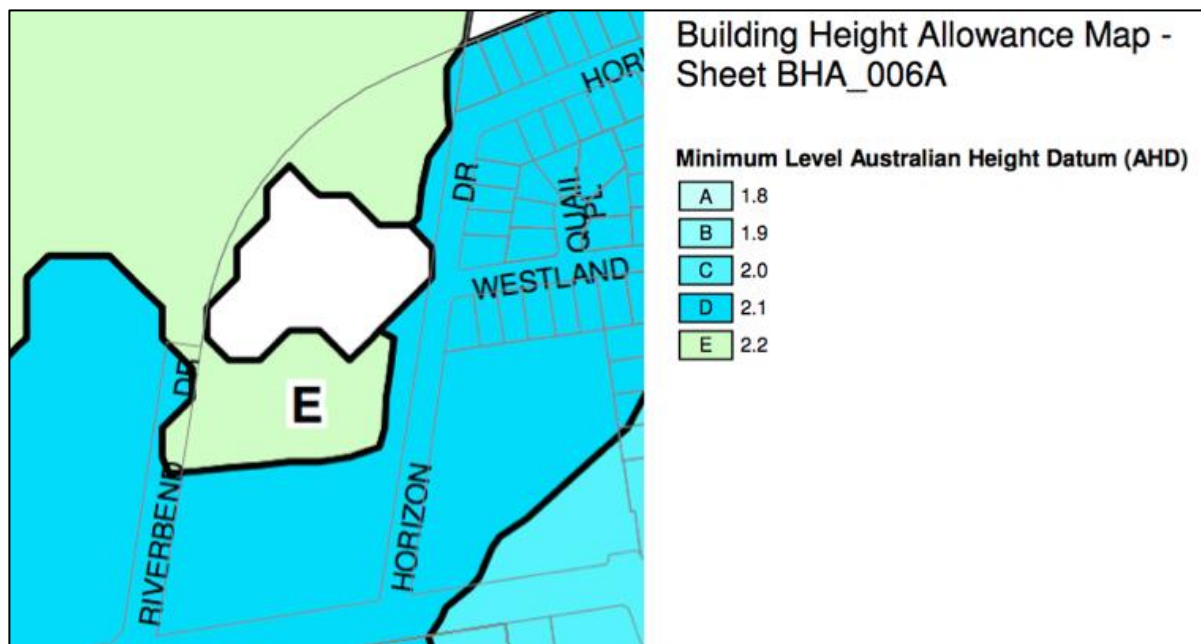 Building Height Allowance Map -
Sheet BHA_006A
Minimum Level Australian Height Datum (AHD)
A 1.8
B 1.9
C 2.0
D 2.1
E 2.2
HORI
DR
QUAIL
PL
WESTLAND
DR
E
RIVERBEND
HORIZON